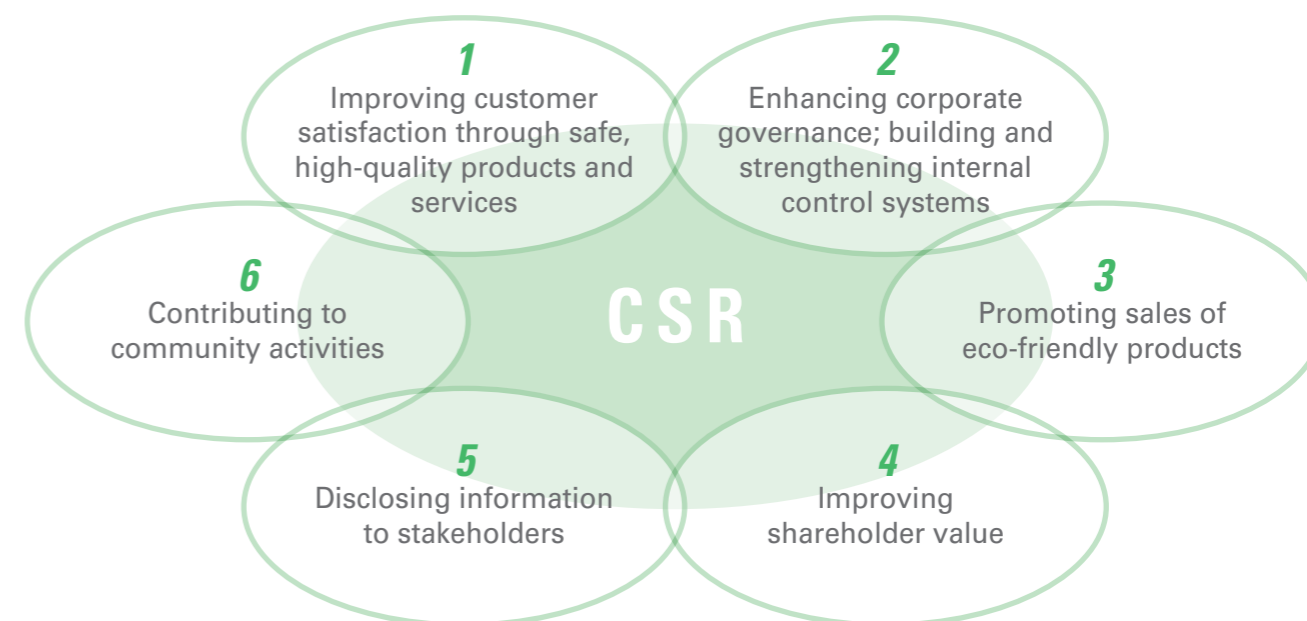 1
Improving customer
satisfaction through safe,
high-quality products and
services
2
Enhancing corporate
governance; building and
strengthening internal
control systems
6
Contributing to
community activities
CSR
3
Promoting sales of
eco-friendly products
5
Disclosing information
to stakeholders
4
Improving
shareholder value